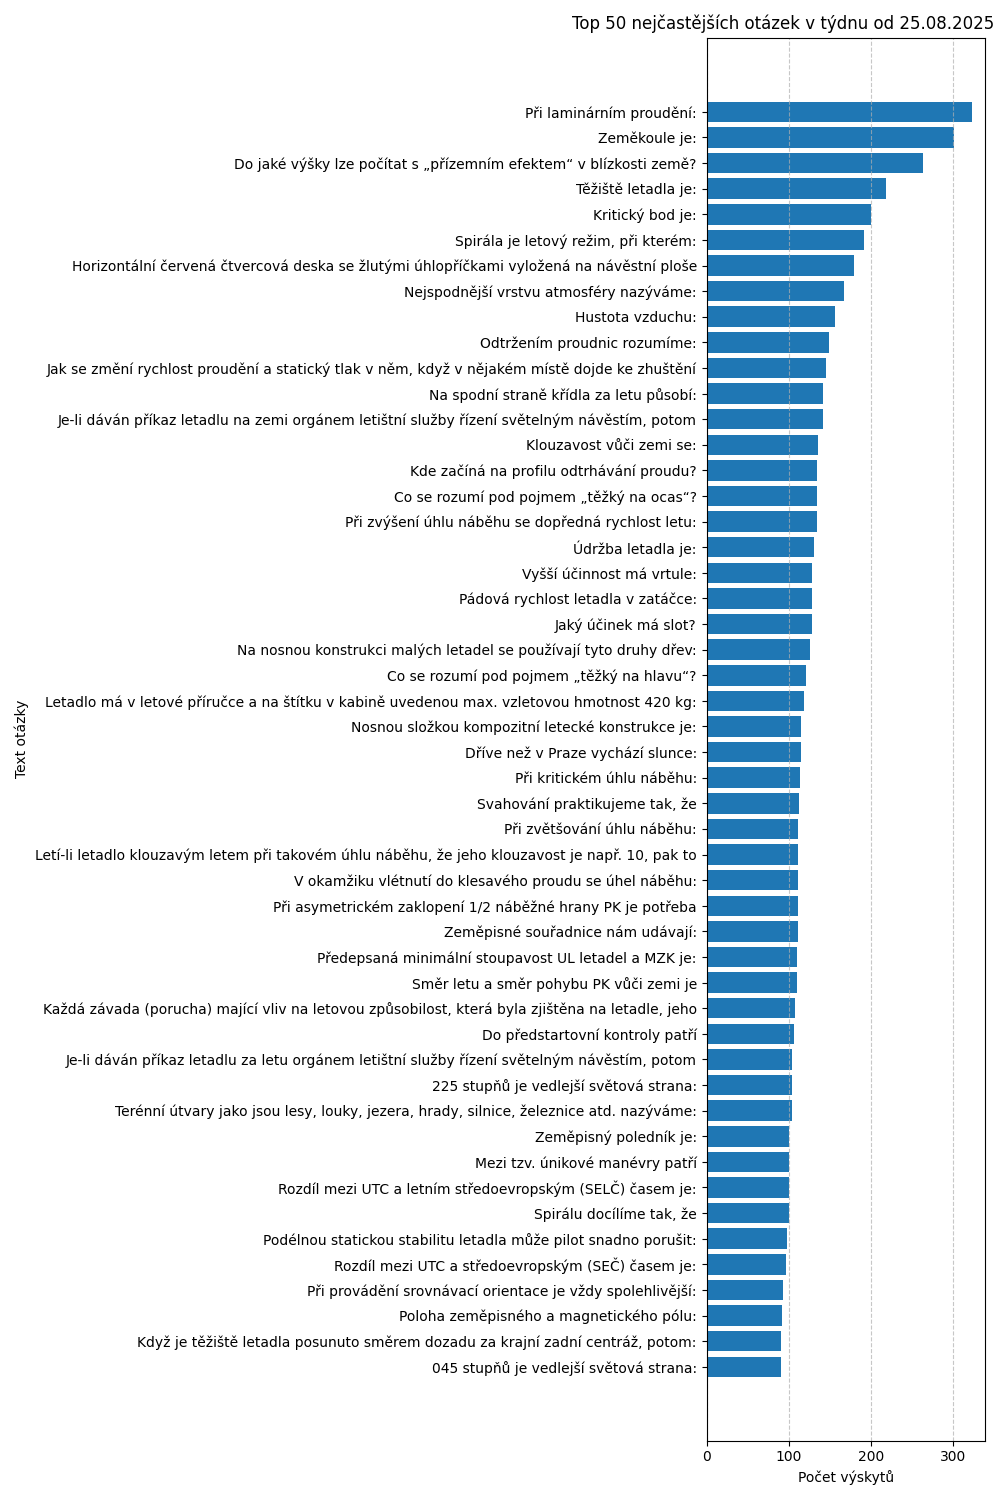 Top 50 nejčastějších otázek v týdnu od 25.08.2025
Při laminárním proudění:
Zeměkoule je:
Do jaké výšky lze počítat s „přízemním efektem“ v blízkosti země?
Těžiště letadla je:
Kritický bod je:
Spirála je letový režim, při kterém:
Horizontální červená čtvercová deska se žlutými úhlopříčkami vyložená na návěstní ploše
Nejspodnější vrstvu atmosféry nazýváme:
Hustota vzduchu:
Odtržením proudnic rozumíme:
Jak se změní rychlost proudění a statický tlak v něm, když v nějakém místě dojde ke zhuštění
Na spodní straně křídla za letu působí:
Je-li dáván příkaz letadlu na zemi orgánem letištní služby řízení světelným návěstím, potom
Klouzavost vůči zemi se:
Kde začíná na profilu odtrhávání proudu?
Co se rozumí pod pojmem „těžký na ocas“?
Při zvýšení úhlu náběhu se dopředná rychlost letu:
Údržba letadla je:
Vyšší účinnost má vrtule:
Pádová rychlost letadla v zatáčce:
Jaký účinek má slot?
Na nosnou konstrukci malých letadel se používají tyto druhy dřev:
Co se rozumí pod pojmem „těžký na hlavu“?
Letadlo má v letové příručce a na štítku v kabině uvedenou max. vzletovou hmotnost 420 kg:
Nosnou složkou kompozitní letecké konstrukce je:
Dříve než v Praze vychází slunce:
Při kritickém úhlu náběhu:
Svahování praktikujeme tak, že
Při zvětšování úhlu náběhu:
Letí-li letadlo klouzavým letem při takovém úhlu náběhu, že jeho klouzavost je např. 10, pak to
V okamžiku vlétnutí do klesavého proudu se úhel náběhu:
Při asymetrickém zaklopení 1/2 náběžné hrany PK je potřeba
Zeměpisné souřadnice nám udávají:
Předepsaná minimální stoupavost UL letadel a MZK je:
Směr letu a směr pohybu PK vůči zemi je
Každá závada (porucha) mající vliv na letovou způsobilost, která byla zjištěna na letadle, jeho
Do předstartovní kontroly patří
Je-li dáván příkaz letadlu za letu orgánem letištní služby řízení světelným návěstím, potom
225 stupňů je vedlejší světová strana:
Terénní útvary jako jsou lesy, louky, jezera, hrady, silnice, železnice atd. nazýváme:
Zeměpisný poledník je:
Mezi tzv. únikové manévry patří
Rozdíl mezi UTC a letním středoevropským (SELČ) časem je:
Spirálu docílíme tak, že
Podélnou statickou stabilitu letadla může pilot snadno porušit:
Rozdíl mezi UTC a středoevropským (SEČ) časem je:
Při provádění srovnávací orientace je vždy spolehlivější:
Poloha zeměpisného a magnetického pólu:
Když je těžiště letadla posunuto směrem dozadu za krajní zadní centráž, potom:
045 stupňů je vedlejší světová strana:
Text otázky
0 100 200 300
Počet výskytů